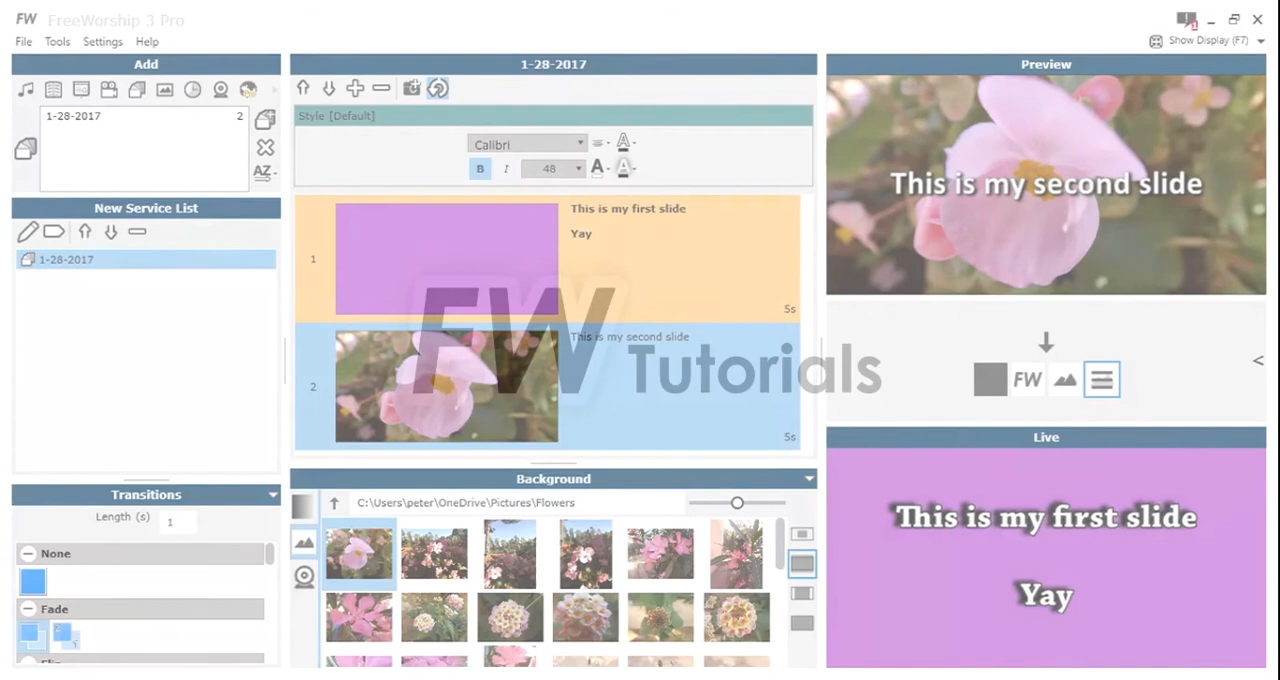 FW FreeWorship 3 Pro
File Tools Settings Help
Show Display (F7)
Add
1-28-2017 2
AZ
New Service List
1-28-2017
Transitions
Length (s) 1
None
Fade
1-28-2017
Style [Default]
Calibri
A
B I 48 A A
1
This is my first slide
Yay
5s
2
This is my second slide
5s
FW Tutorials
Background
C:\Users\peter\OneDrive\Pictures\Flowers
Preview
This is my second slide
FW
<
Live
This is my first slide
Yay